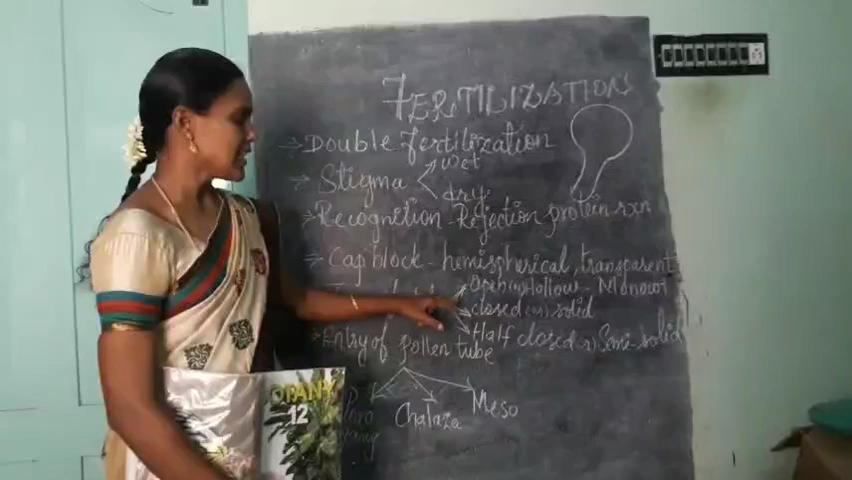 FERTILIZATION
⇒ Double fertilization
⇒ Stigma wet
dry
⇒ Recognition - Rejection protein rxn
⇒ Cap block - hemispherical, transparent
Open or Hollow - Monocot
closed (or) solid
Half closed (or) Semi-solid
⇒ Entry of pollen tube
Chalaza
Meso
BOTANY
12